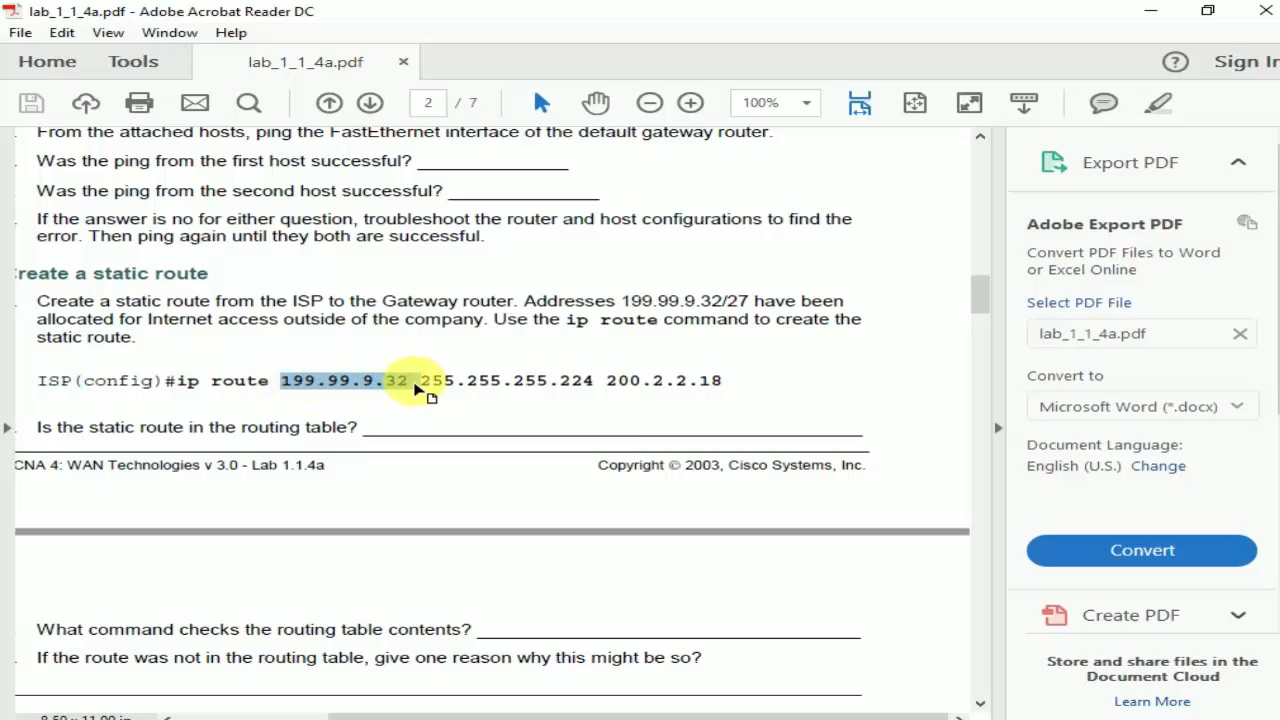 lab_1_1_4a.pdf - Adobe Acrobat Reader DC
File Edit View Window Help
Home Tools lab_1_1_4a.pdf × ? Sign In
2 / 7 100%
From the attached hosts, ping the FastEthernet interface of the default gateway router.
Was the ping from the first host successful? ____________
Was the ping from the second host successful? ____________
If the answer is no for either question, troubleshoot the router and host configurations to find the
error. Then ping again until they both are successful.
reate a static route
Create a static route from the ISP to the Gateway router. Addresses 199.99.9.32/27 have been
allocated for Internet access outside of the company. Use the ip route command to create the
static route.
ISP(config)#ip route 199.99.9.32 255.255.255.224 200.2.2.18
Is the static route in the routing table? ____________
CNA 4: WAN Technologies v 3.0 - Lab 1.1.4a Copyright © 2003, Cisco Systems, Inc.
What command checks the routing table contents? ____________
If the route was not in the routing table, give one reason why this might be so?
8.50 x 11.00 in
Export PDF
Adobe Export PDF
Convert PDF Files to Word
or Excel Online
Select PDF File
lab_1_1_4a.pdf
Convert to
Microsoft Word (*.docx)
Document Language:
English (U.S.) Change
Convert
Create PDF
Store and share files in the
Document Cloud
Learn More